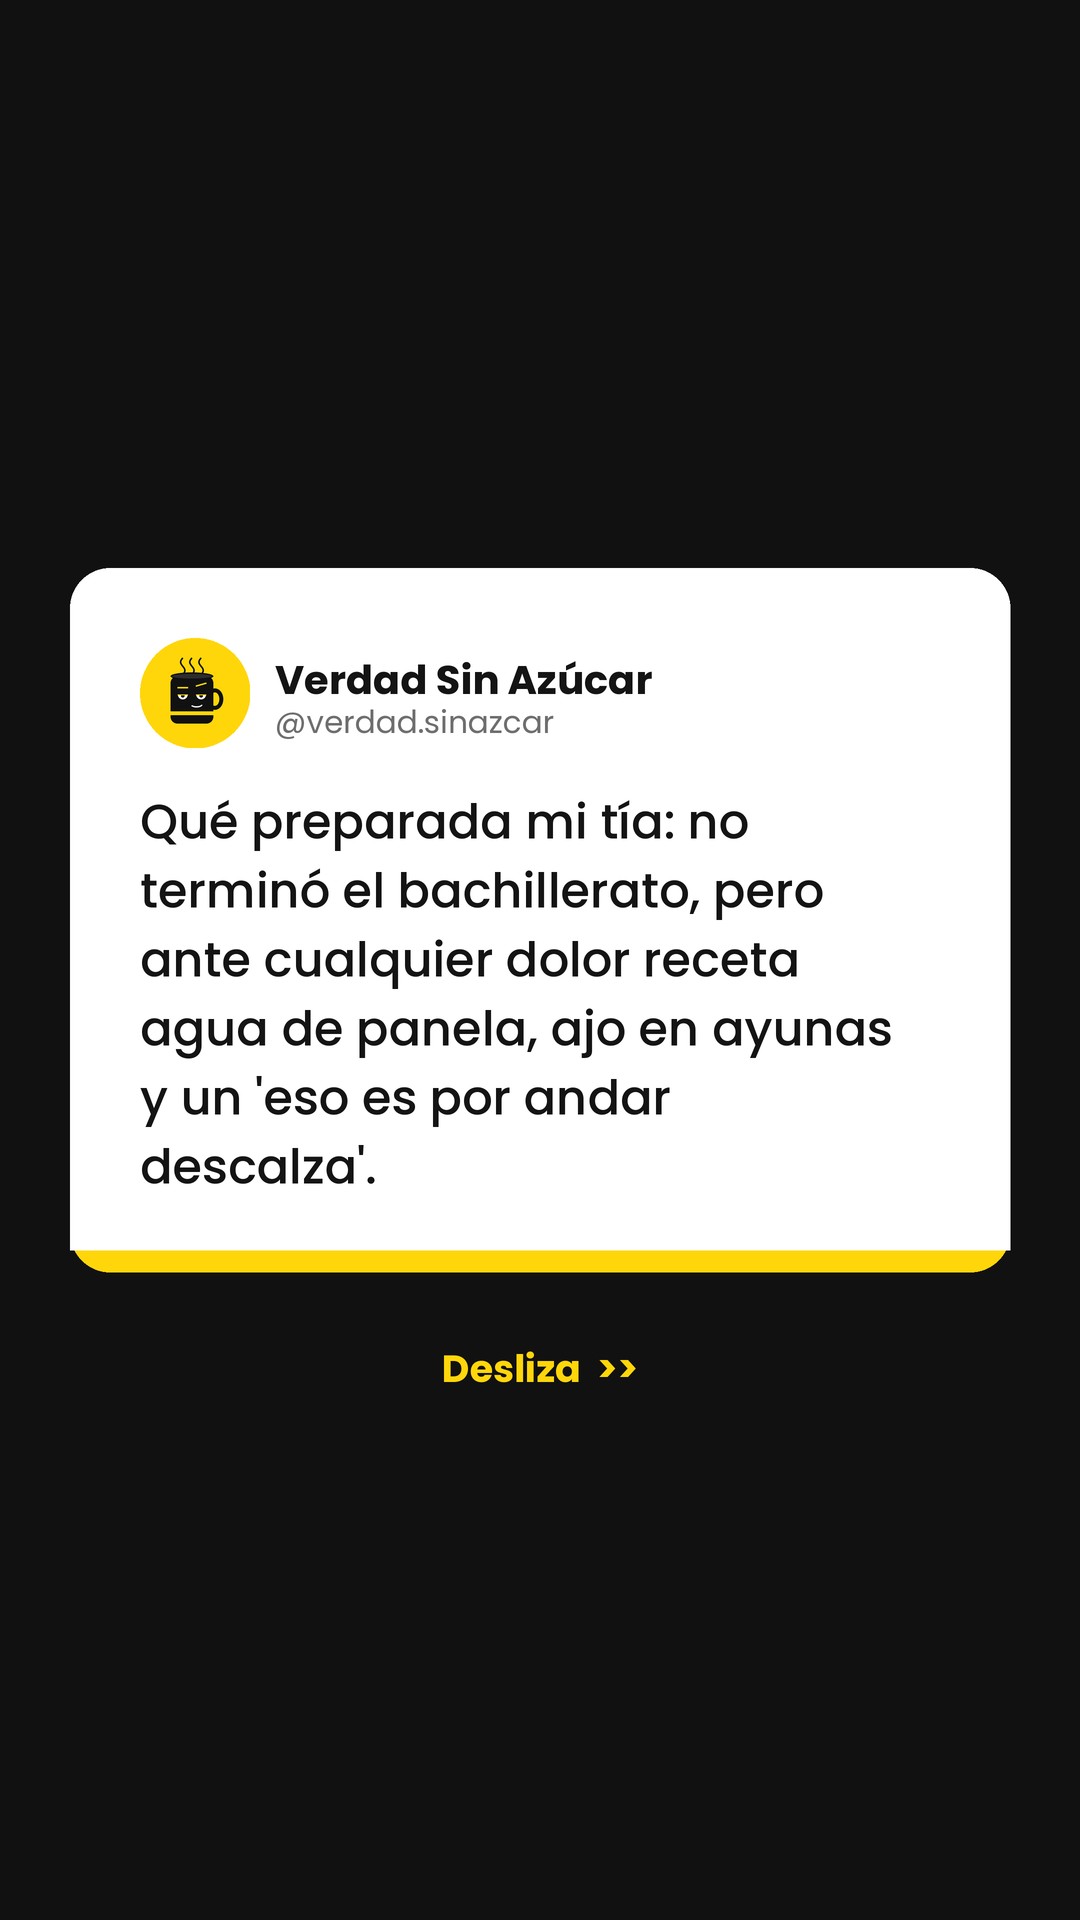 Verdad Sin Azúcar
@verdad.sinazcar
Qué preparada mi tía: no
terminó el bachillerato, pero
ante cualquier dolor receta
agua de panela, ajo en ayunas
y un 'eso es por andar
descalza'.
Desliza >>